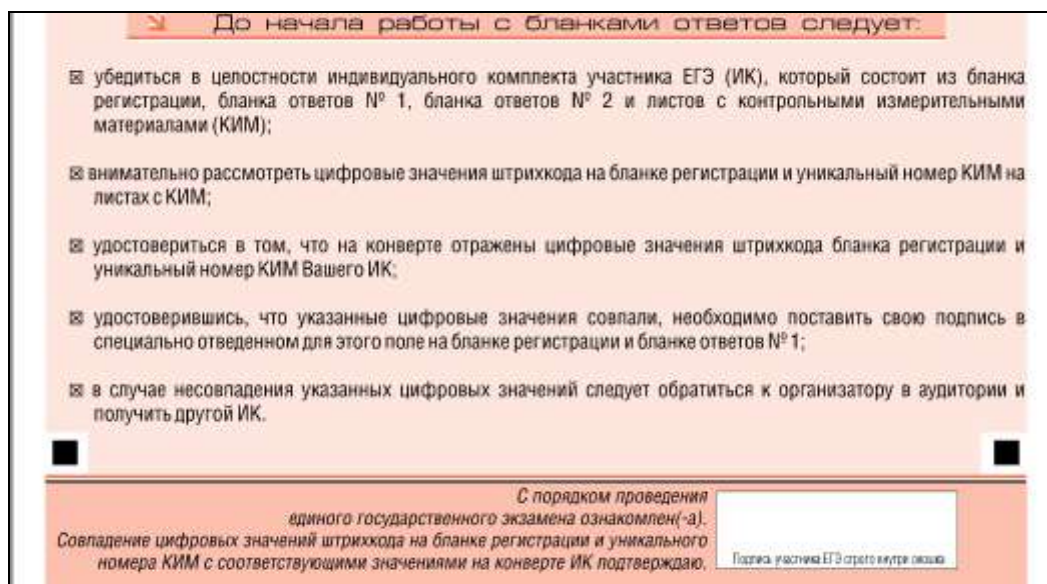 До начала работы с бланками ответов следует:
☒ убедиться в целостности индивидуального комплекта участника ЕГЭ (ИК), который состоит из бланка
регистрации, бланка ответов № 1, бланка ответов № 2 и листов с контрольными измерительными
материалами (КИМ);
☒ внимательно рассмотреть цифровые значения штрихкода на бланке регистрации и уникальный номер КИМ на
листах с КИМ;
☒ удостовериться в том, что на конверте отражены цифровые значения штрихкода бланка регистрации и
уникальный номер КИМ Вашего ИК;
☒ удостоверившись, что указанные цифровые значения совпали, необходимо поставить свою подпись в
специально отведенном для этого поле на бланке регистрации и бланке ответов № 1;
☒ в случае несовпадения указанных цифровых значений следует обратиться к организатору в аудитории и
получить другой ИК.
С порядком проведения
единого государственного экзамена ознакомлен(-а).
Совпадение цифровых значений штрихкода на бланке регистрации и уникального
номера КИМ с соответствующими значениями на конверте ИК подтверждаю.
Подпись участника ЕГЭ строго внутри окошка